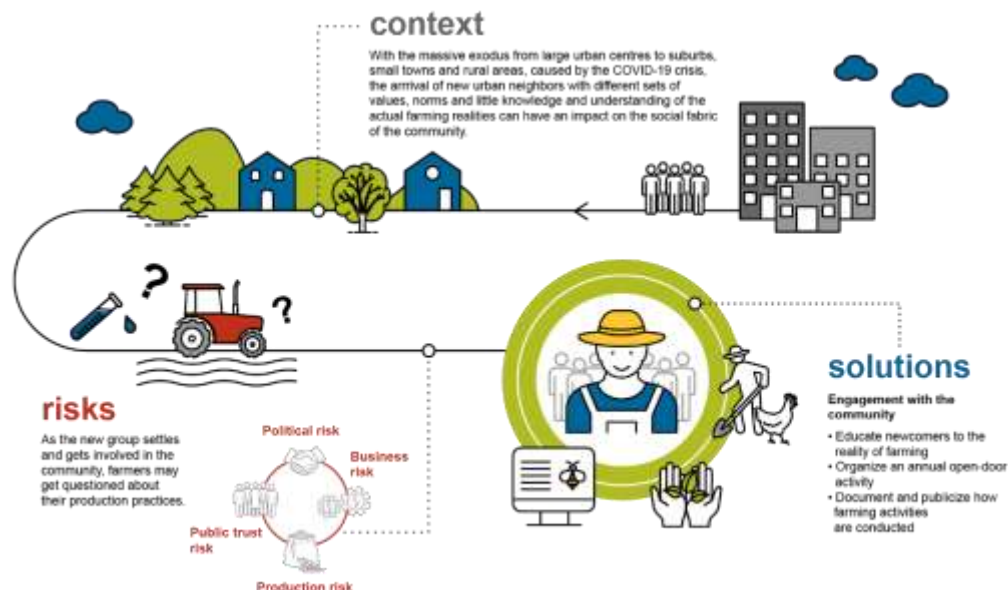 context
With the massive exodus from large urban centres to suburbs,
small towns and rural areas, caused by the COVID-19 crisis,
the arrival of new urban neighbors with different sets of
values, norms and little knowledge and understanding of the
actual farming realities can have an impact on the social fabric
of the community.
?
?
risks
As the new group settles
and gets involved in the
community, farmers may
get questioned about
their production practices.
Political risk
Business
risk
Public trust
risk
Production risk
solutions
Engagement with the
community
• Educate newcomers to the
reality of farming
• Organize an annual open-door
activity
• Document and publicize how
farming activities
are conducted